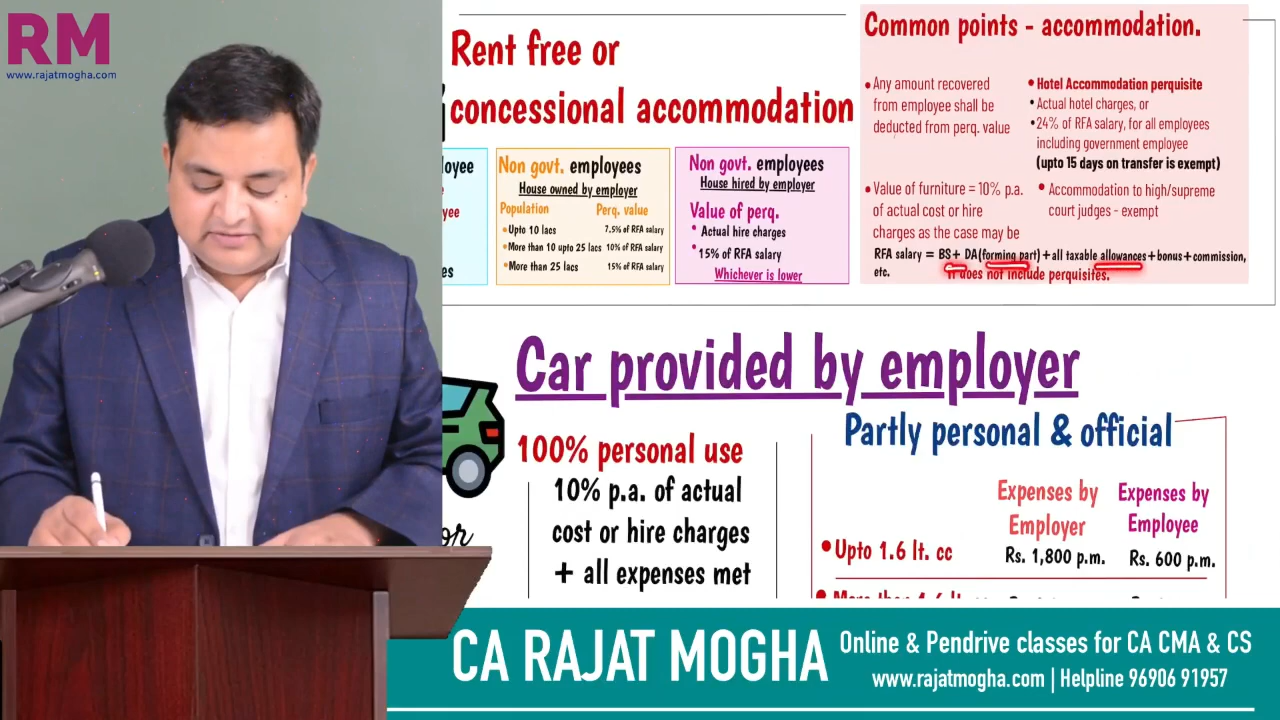 RM
www.rajatmogha.com
Rent free or
concessional accommodation
Non govt. employees
House owned by employer
Population Perq. value
Upto 10 lacs 7.5% of RFA salary
More than 10 upto 25 lacs 10% of RFA salary
More than 25 lacs 15% of RFA salary
Non govt. employees
House hired by employer
Value of perq.
Actual hire charges
15% of RFA salary
Whichever is lower
Common points - accommodation.
Any amount recovered
from employee shall be
deducted from perq. value
Value of furniture = 10% p.a.
of actual cost or hire
charges as the case may be
Hotel Accommodation perquisite
Actual hotel charges, or
24% of RFA salary, for all employees
including government employee
(upto 15 days on transfer is exempt)
Accommodation to high/supreme
court judges - exempt
RFA salary = BS+ DA(forming part)+all taxable allowances+bonus+commission,
etc.
It does not include perquisites.
Car provided by employer
100% personal use
10% p.a. of actual
cost or hire charges
+ all expenses met
or
Partly personal & official
Expenses by
Employer
Expenses by
Employee
Upto 1.6 lt. cc Rs. 1,800 p.m. Rs. 600 p.m.
CA RAJAT MOGHA
Online & Pendrive classes for CA CMA & CS
www.rajatmogha.com | Helpline 96906 91957